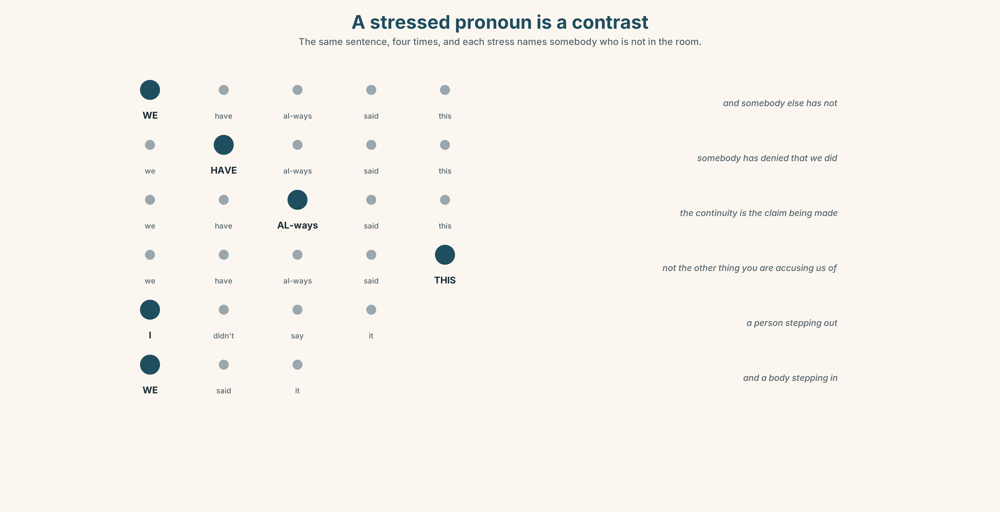 A stressed pronoun is a contrast
The same sentence, four times, and each stress names somebody who is not in the room.
and somebody else has not
WE have al-ways said this
somebody has denied that we did
we HAVE al-ways said this
the continuity is the claim being made
we have AL-ways said this
not the other thing you are accusing us of
we have al-ways said THIS
a person stepping out
I didn't say it
and a body stepping in
WE said it